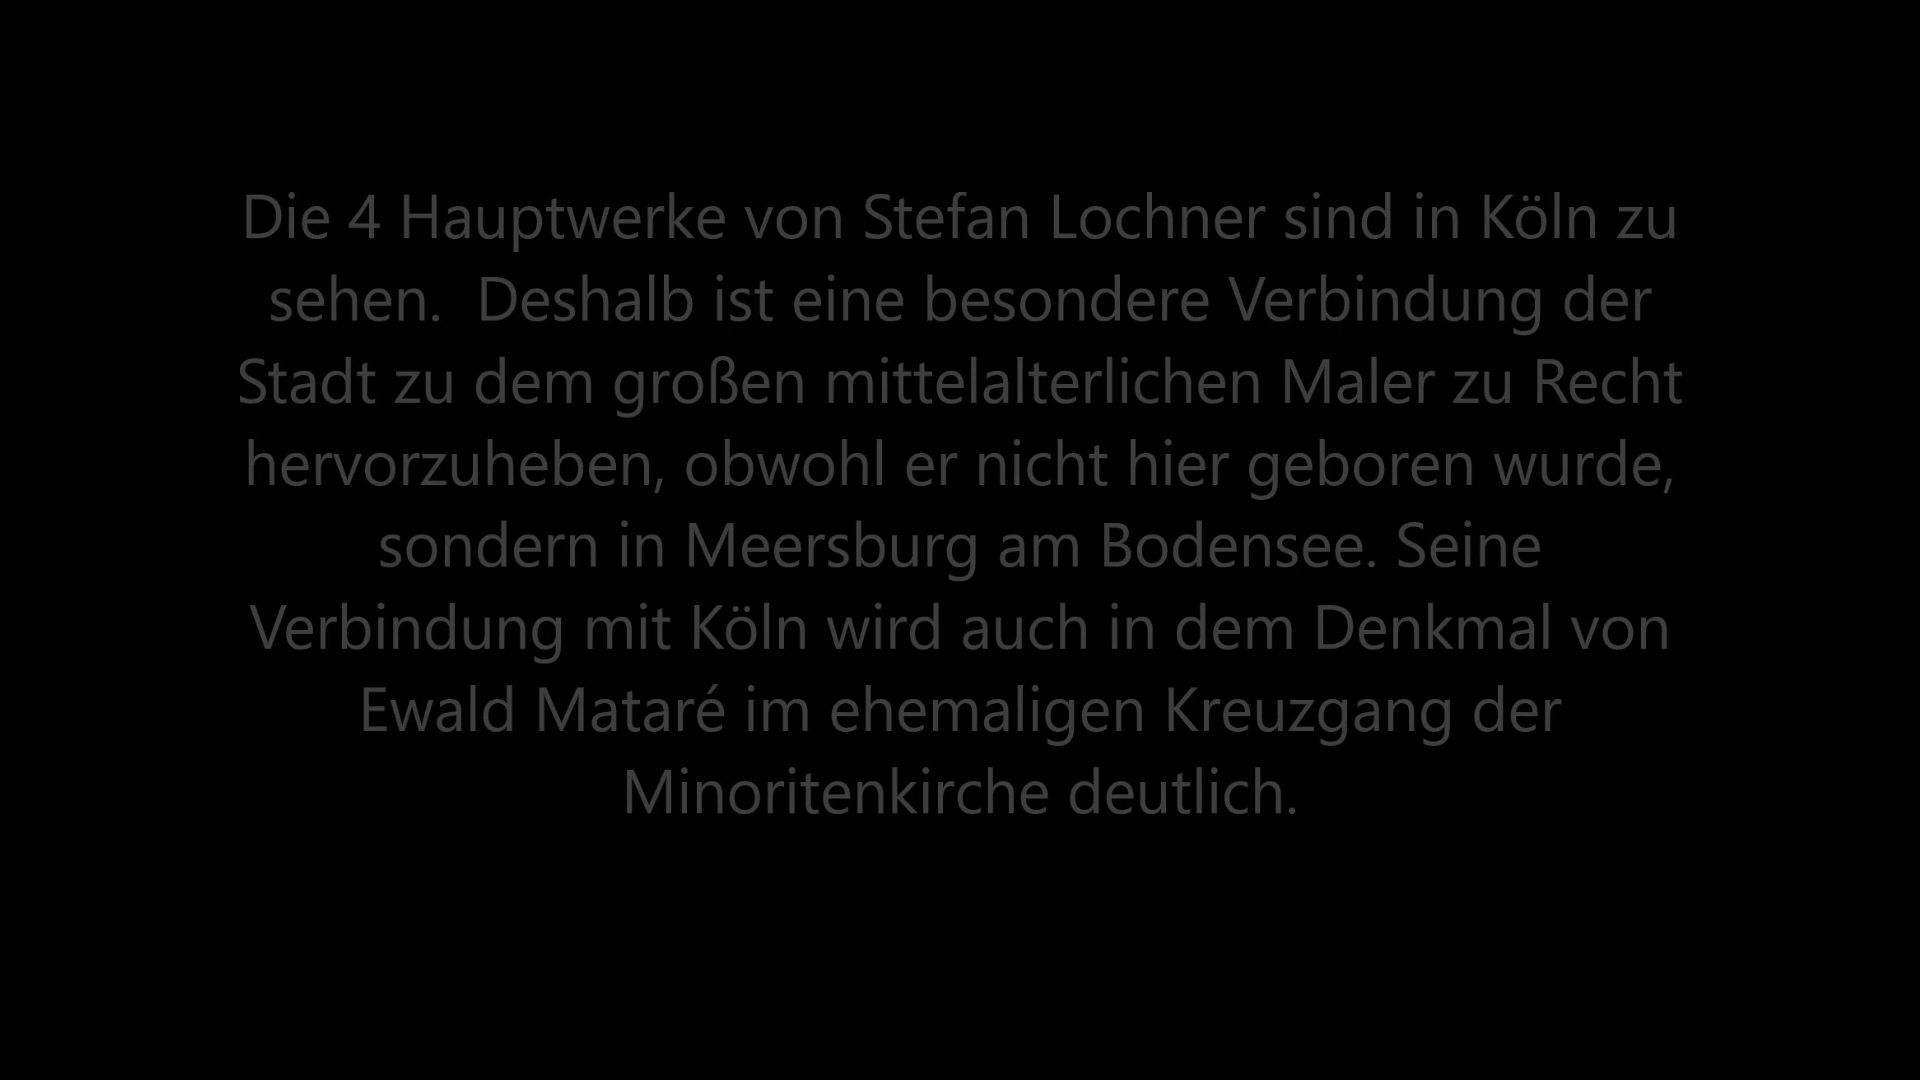 Die 4 Hauptwerke von Stefan Lochner sind in Köln zu
sehen.  Deshalb ist eine besondere Verbindung der
Stadt zu dem großen mittelalterlichen Maler zu Recht
hervorzuheben, obwohl er nicht hier geboren wurde,
sondern in Meersburg am Bodensee. Seine
Verbindung mit Köln wird auch in dem Denkmal von
Ewald Mataré im ehemaligen Kreuzgang der
Minoritenkirche deutlich.